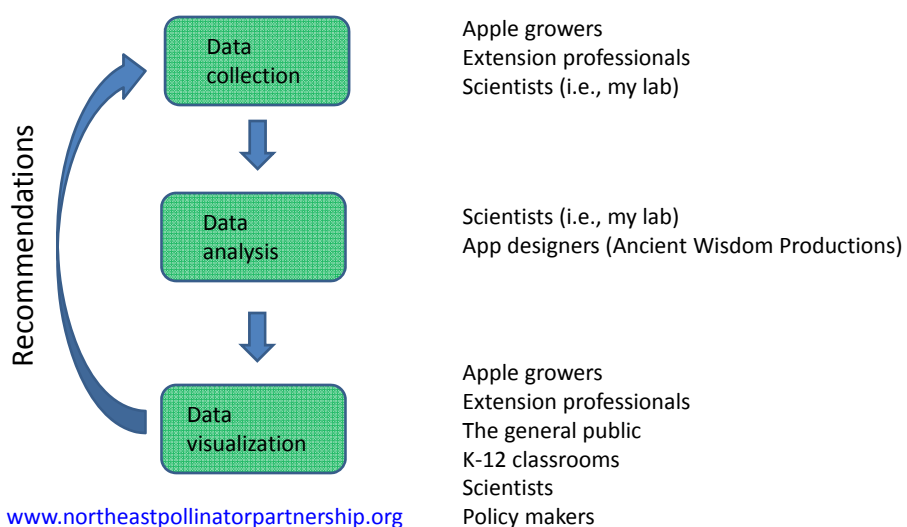 Data
collection
Apple growers
Extension professionals
Scientists (i.e., my lab)
Recommendations
Data
analysis
Scientists (i.e., my lab)
App designers (Ancient Wisdom Productions)
Data
visualization
Apple growers
Extension professionals
The general public
K-12 classrooms
Scientists
Policy makers
www.northeastpollinatorpartnership.org